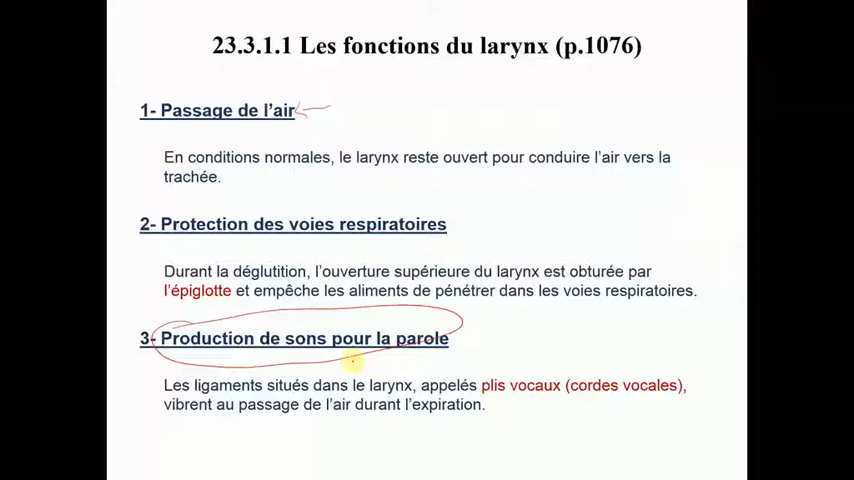 23.3.1.1 Les fonctions du larynx (p.1076)
1- Passage de l’air
En conditions normales, le larynx reste ouvert pour conduire l’air vers la
trachée.
2- Protection des voies respiratoires
Durant la déglutition, l’ouverture supérieure du larynx est obturée par
l’épiglotte et empêche les aliments de pénétrer dans les voies respiratoires.
3- Production de sons pour la parole
Les ligaments situés dans le larynx, appelés plis vocaux (cordes vocales),
vibrent au passage de l’air durant l’expiration.